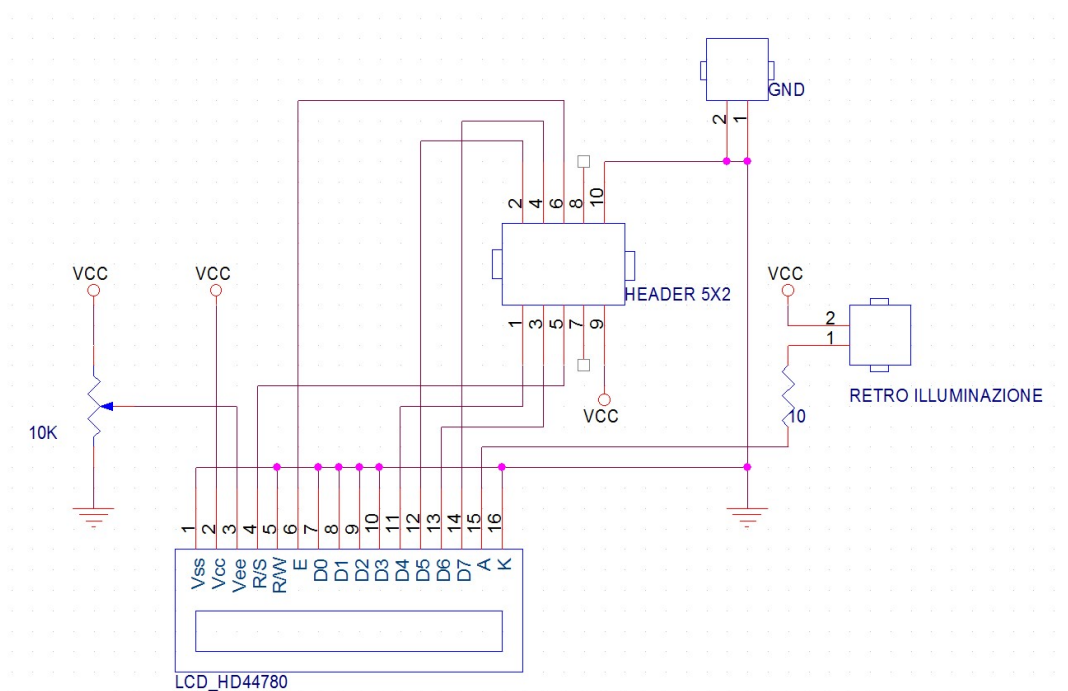 GND
2 1
2 4 6 8 10
VCC VCC VCC
HEADER 5X2
2
1
1 3 5 7 9
RETRO ILLUMINAZIONE
VCC
10
10K
1 2 3 4 5 6 7 8 9 10 11 12 13 14 15 16
Vss Vcc Vee R/S R/W E D0 D1 D2 D3 D4 D5 D6 D7 A K
LCD_HD44780